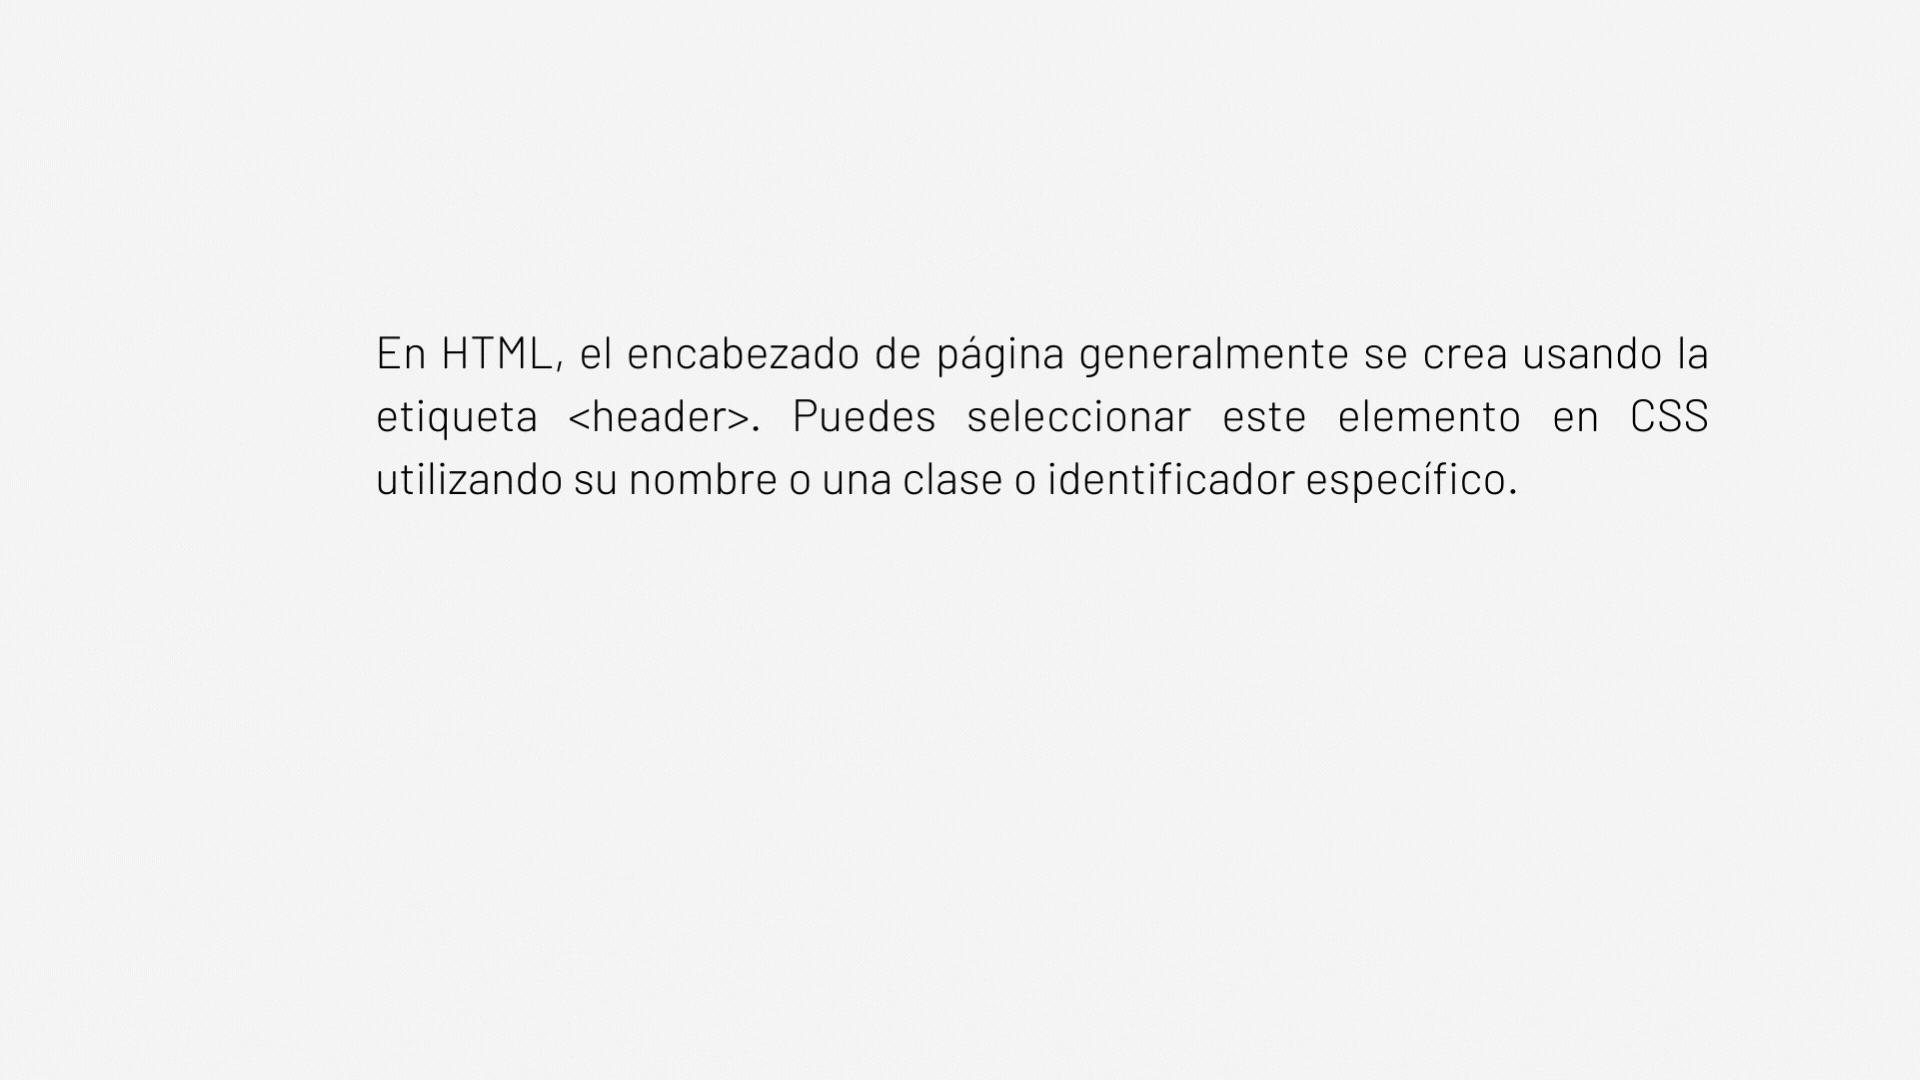 En HTML, el encabezado de página generalmente se crea usando la
etiqueta <header>. Puedes seleccionar este elemento en CSS
utilizando su nombre o una clase o identificador específico.